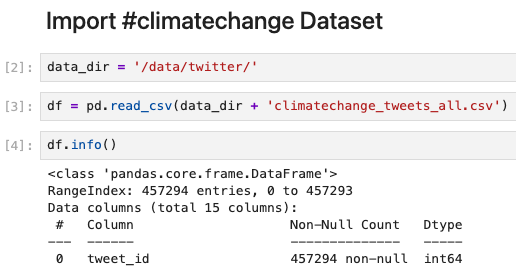 Import #climatechange Dataset
[2]: data_dir = '/data/twitter/'
[3]: df = pd.read_csv(data_dir + 'climatechange_tweets_all.csv')
[4]: df.info()
<class 'pandas.core.frame.DataFrame'>
RangeIndex: 457294 entries, 0 to 457293
Data columns (total 15 columns):
 #   Column                    Non-Null Count   Dtype
---  ------                    --------------   -----
 0   tweet_id                  457294 non-null  int64